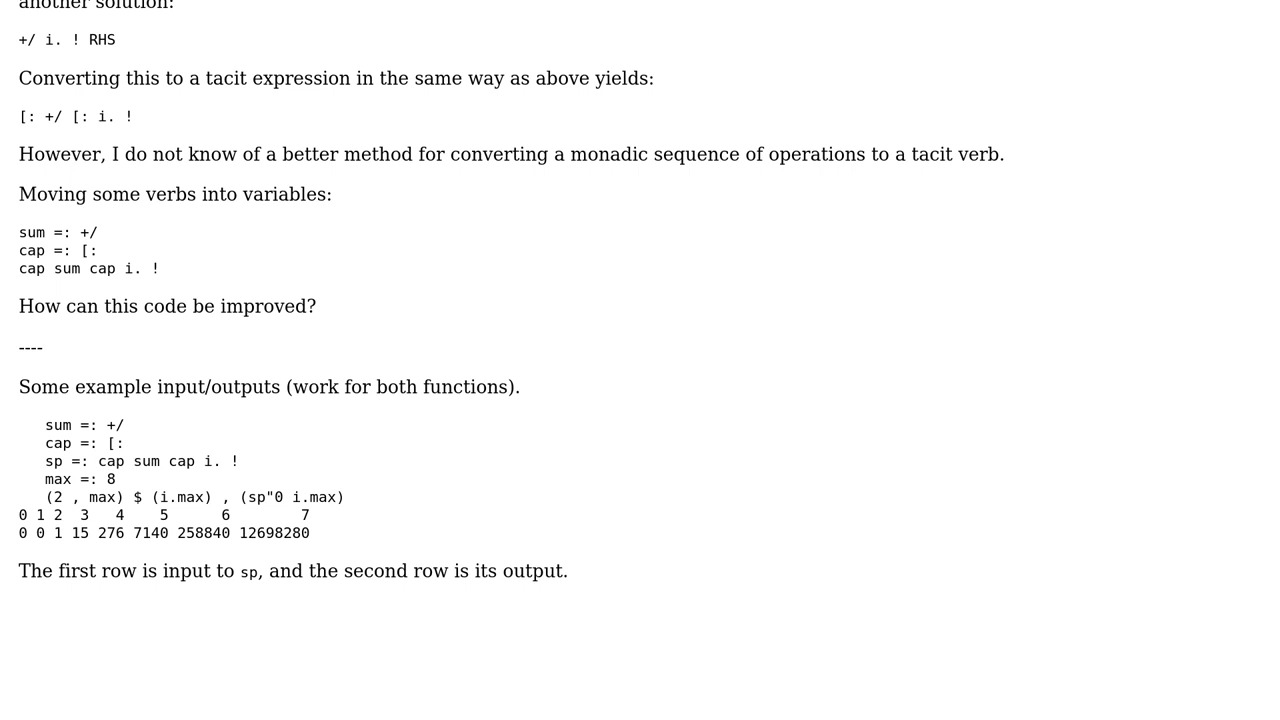 another solution:
+/ i. ! RHS
Converting this to a tacit expression in the same way as above yields:
[: +/ [: i. !
However, I do not know of a better method for converting a monadic sequence of operations to a tacit verb.
Moving some verbs into variables:
sum =: +/
cap =: [:
cap sum cap i. !
How can this code be improved?
----
Some example input/outputs (work for both functions).
   sum =: +/
   cap =: [:
   sp =: cap sum cap i. !
   max =: 8
   (2 , max) $ (i.max) , (sp"0 i.max)
0 1 2  3   4    5      6        7
0 0 1 15 276 7140 258840 12698280
The first row is input to sp, and the second row is its output.